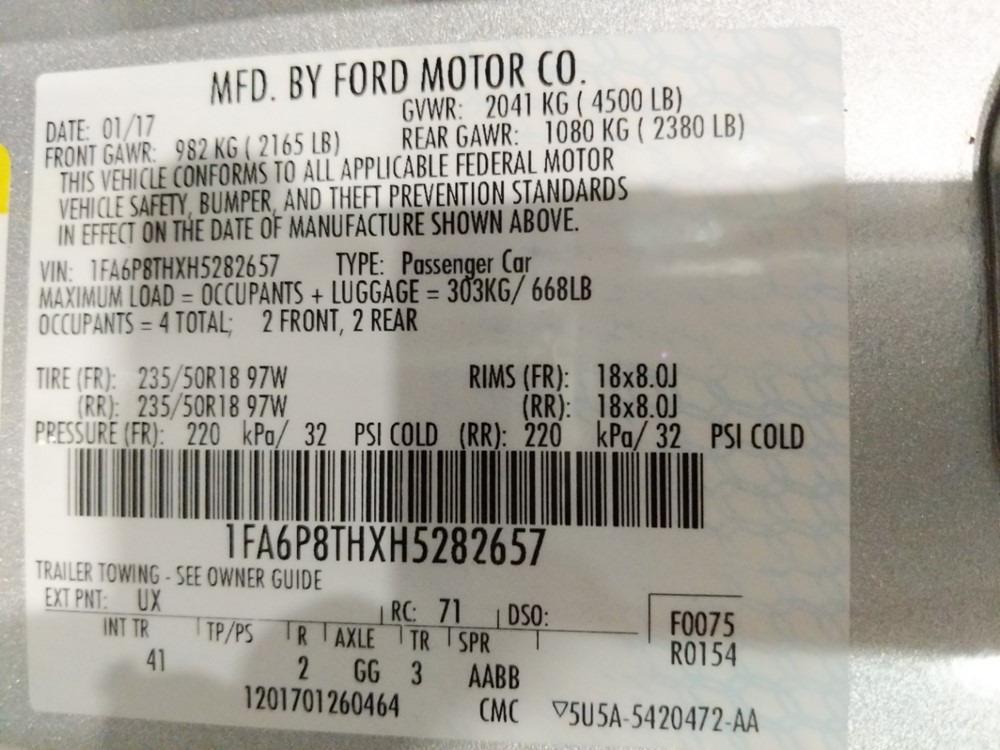 MFD. BY FORD MOTOR CO.
DATE: 01/17 GVWR: 2041 KG ( 4500 LB)
FRONT GAWR: 982 KG ( 2165 LB) REAR GAWR: 1080 KG ( 2380 LB)
THIS VEHICLE CONFORMS TO ALL APPLICABLE FEDERAL MOTOR
VEHICLE SAFETY, BUMPER, AND THEFT PREVENTION STANDARDS
IN EFFECT ON THE DATE OF MANUFACTURE SHOWN ABOVE.
VIN: 1FA6P8THXH5282657 TYPE: Passenger Car
MAXIMUM LOAD = OCCUPANTS + LUGGAGE = 303KG/ 668LB
OCCUPANTS = 4 TOTAL; 2 FRONT, 2 REAR
TIRE (FR): 235/50R18 97W RIMS (FR): 18x8.0J
(RR): 235/50R18 97W (RR): 18x8.0J
PRESSURE (FR): 220 kPa/ 32 PSI COLD (RR): 220 kPa/ 32 PSI COLD
1FA6P8THXH5282657
TRAILER TOWING - SEE OWNER GUIDE
EXT PNT: UX RC: 71 DSO:
INT TR TP/PS R AXLE TR SPR F0075
41 2 GG 3 AABB R0154
1201701260464 CMC ▽5U5A-5420472-AA